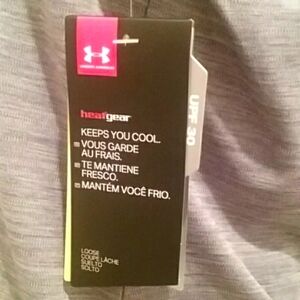 UNDER ARMOUR
heatgear
KEEPS YOU COOL.
VOUS GARDE
AU FRAIS.
TE MANTIENE
FRESCO.
MANTÉM VOCÊ FRIO.
LOOSE
COUPE LÂCHE
SUELTO
SOLTO
UPF 30